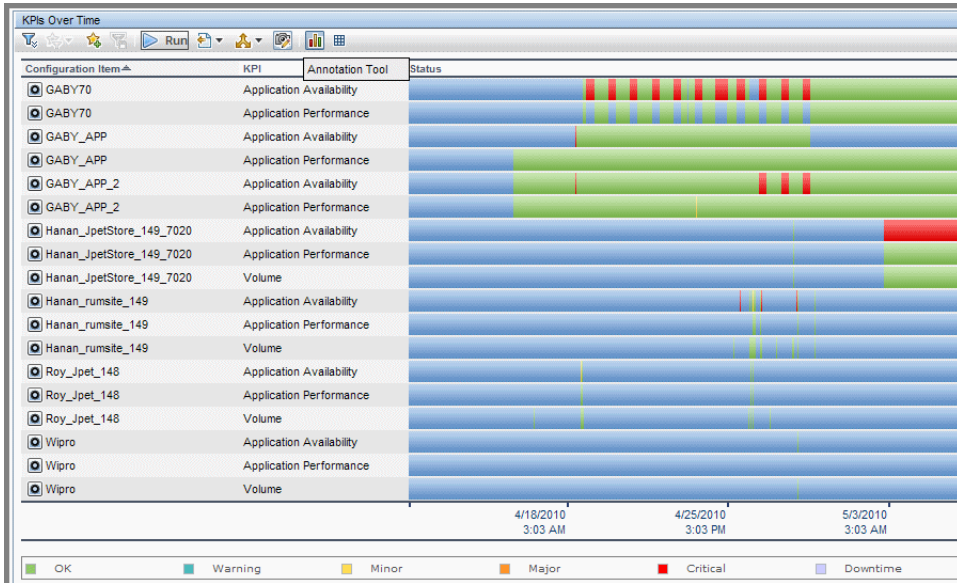 KPIs Over Time
Run
Configuration Item KPI Annotation Tool Status
GABY70 Application Availability
GABY70 Application Performance
GABY_APP Application Availability
GABY_APP Application Performance
GABY_APP_2 Application Availability
GABY_APP_2 Application Performance
Hanan_JpetStore_149_7020 Application Availability
Hanan_JpetStore_149_7020 Application Performance
Hanan_JpetStore_149_7020 Volume
Hanan_rumsite_149 Application Availability
Hanan_rumsite_149 Application Performance
Hanan_rumsite_149 Volume
Roy_Jpet_148 Application Availability
Roy_Jpet_148 Application Performance
Roy_Jpet_148 Volume
Wipro Application Availability
Wipro Application Performance
Wipro Volume
4/18/2010 4/25/2010 5/3/2010
3:03 AM 3:03 PM 3:03 AM
OK Warning Minor Major Critical Downtime